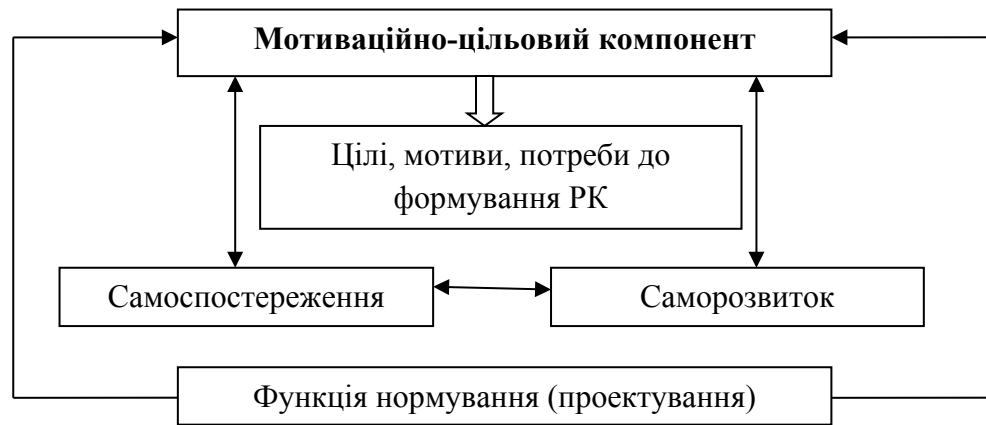 Мотиваційно-цільовий компонент
Цілі, мотиви, потреби до
формування РК
Самоспостереження
Саморозвиток
Функція нормування (проектування)